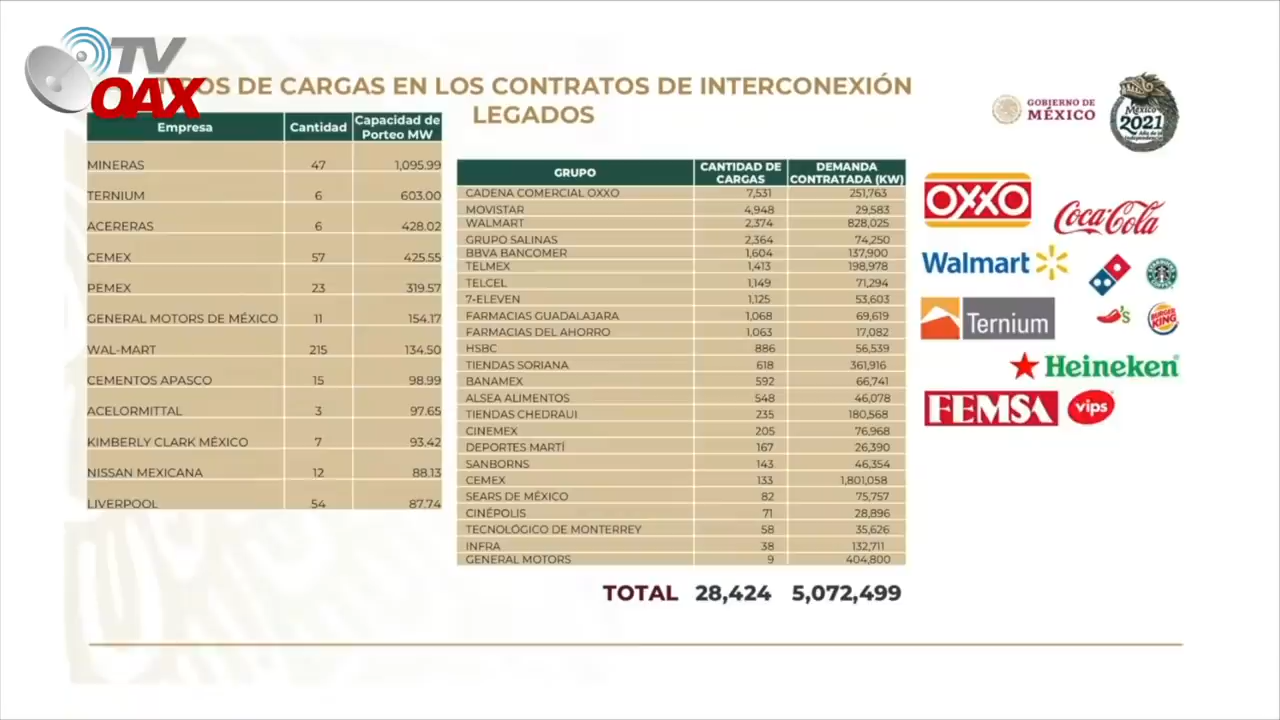 TV
OAX
OS DE CARGAS EN LOS CONTRATOS DE INTERCONEXIÓN
LEGADOS
GOBIERNO DE
MÉXICO
México
2021
Año de la
Independencia
Empresa Cantidad Capacidad de Porteo MW
MINERAS 47 1,095.99
TERNIUM 6 603.00
ACERERAS 6 428.02
CEMEX 57 425.55
PEMEX 23 319.57
GENERAL MOTORS DE MÉXICO 11 154.17
WAL-MART 215 134.50
CEMENTOS APASCO 15 98.99
ACELORMITTAL 3 97.65
KIMBERLY CLARK MÉXICO 7 93.42
NISSAN MEXICANA 12 88.13
LIVERPOOL 54 87.74
GRUPO CANTIDAD DE CARGAS DEMANDA CONTRATADA (KW)
CADENA COMERCIAL OXXO 7,531 251,763
MOVISTAR 4,948 29,583
WALMART 2,374 828,025
GRUPO SALINAS 2,364 74,250
BBVA BANCOMER 1,604 137,900
TELMEX 1,413 198,978
TELCEL 1,149 71,294
7-ELEVEN 1,125 53,603
FARMACIAS GUADALAJARA 1,068 69,619
FARMACIAS DEL AHORRO 1,063 17,082
HSBC 886 56,539
TIENDAS SORIANA 618 361,916
BANAMEX 592 66,741
ALSEA ALIMENTOS 548 46,078
TIENDAS CHEDRAUI 235 180,568
CINEMEX 205 76,968
DEPORTES MARTÍ 167 26,390
SANBORNS 143 46,354
CEMEX 133 1,801,058
SEARS DE MÉXICO 82 75,757
CINÉPOLIS 71 28,896
TECNOLÓGICO DE MONTERREY 58 35,626
INFRA 38 132,711
GENERAL MOTORS 9 404,800
TOTAL 28,424 5,072,499
OXXO
Coca-Cola
Walmart
Ternium
's
BURGER
KING
Heineken
FEMSA
vips